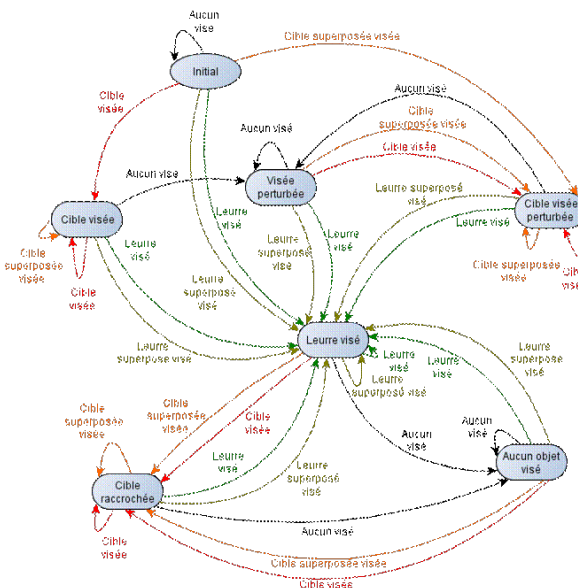 Aucun
visé
Cible superposée visée
Initial
Cible
visée
Aucun visé
Aucun visé
Cible
superposée visée
Cible visée
Aucun visé
Visée
perturbée
Leurre superposé
visé
Cible visée
perturbée
Cible visée
Leurre
visé
Leurre visé
Cible
superposée
visée
Cible
visée
Leurre
visé
Leurre
superposé
visé
Leurre
superposé
visé
Cible superposée
visée
Cible
visée
Leurre
superposé visé
Leurre visé
Leurre
visé
Leurre
superposé visé
Leurre
visé
Leurre
superposé
visé
Cible
superposée
visée
Cible superposée
visée
Cible
visée
Aucun
visé
Aucun
visé
Leurre
visé
Leurre
superposé
visé
Aucun objet
visé
Cible
raccrochée
Aucun visé
Cible
visée
Cible superposée visée
Cible visée